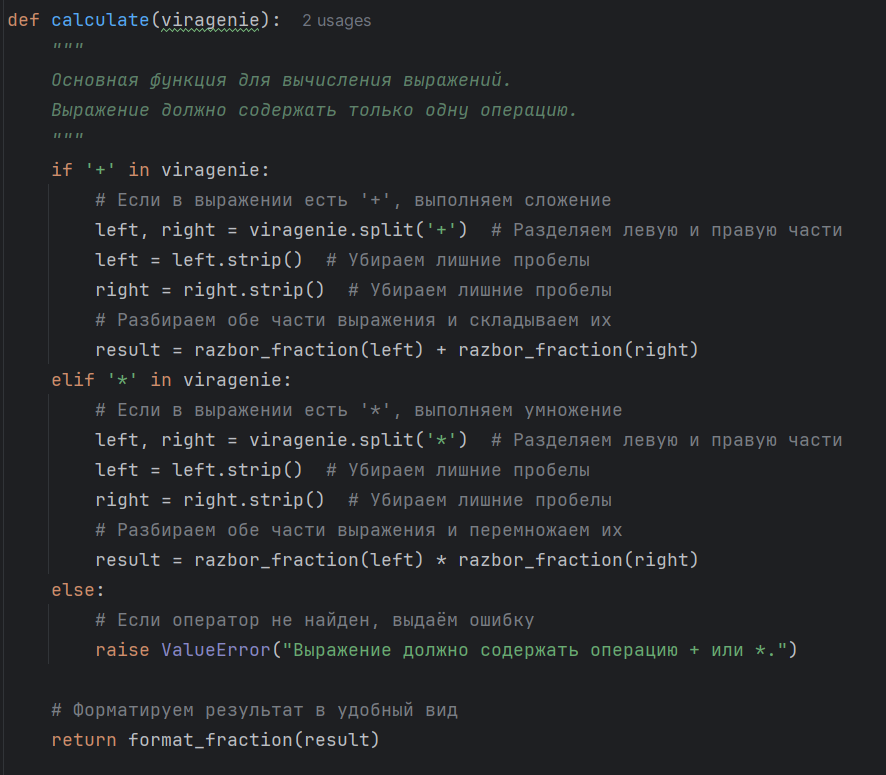 def calculate(viragenie): 2 usages
    """
    Основная функция для вычисления выражений.
    Выражение должно содержать только одну операцию.
    """
    if '+' in viragenie:
        # Если в выражении есть '+', выполняем сложение
        left, right = viragenie.split('+')  # Разделяем левую и правую части
        left = left.strip()  # Убираем лишние пробелы
        right = right.strip()  # Убираем лишние пробелы
        # Разбираем обе части выражения и складываем их
        result = razbor_fraction(left) + razbor_fraction(right)
    elif '*' in viragenie:
        # Если в выражении есть '*', выполняем умножение
        left, right = viragenie.split('*')  # Разделяем левую и правую части
        left = left.strip()  # Убираем лишние пробелы
        right = right.strip()  # Убираем лишние пробелы
        # Разбираем обе части выражения и перемножаем их
        result = razbor_fraction(left) * razbor_fraction(right)
    else:
        # Если оператор не найден, выдаём ошибку
        raise ValueError("Выражение должно содержать операцию + или *.")

    # Форматируем результат в удобный вид
    return format_fraction(result)